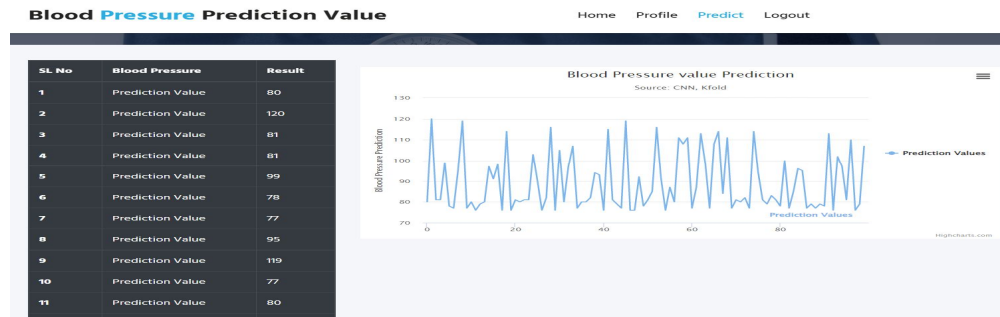 Blood Pressure Prediction Value
Home Profile Predict Logout
SL No Blood Pressure Result
1 Prediction Value 80
2 Prediction Value 120
3 Prediction Value 81
4 Prediction Value 81
5 Prediction Value 99
6 Prediction Value 78
7 Prediction Value 77
8 Prediction Value 95
9 Prediction Value 119
10 Prediction Value 77
11 Prediction Value 80
Blood Pressure value Prediction
Source: CNN, Kfold
Blood Pressure Prediction
130
120
110
100
90
80
70
0 20 40 60 80
Prediction Values
Prediction Values
Highcharts.com